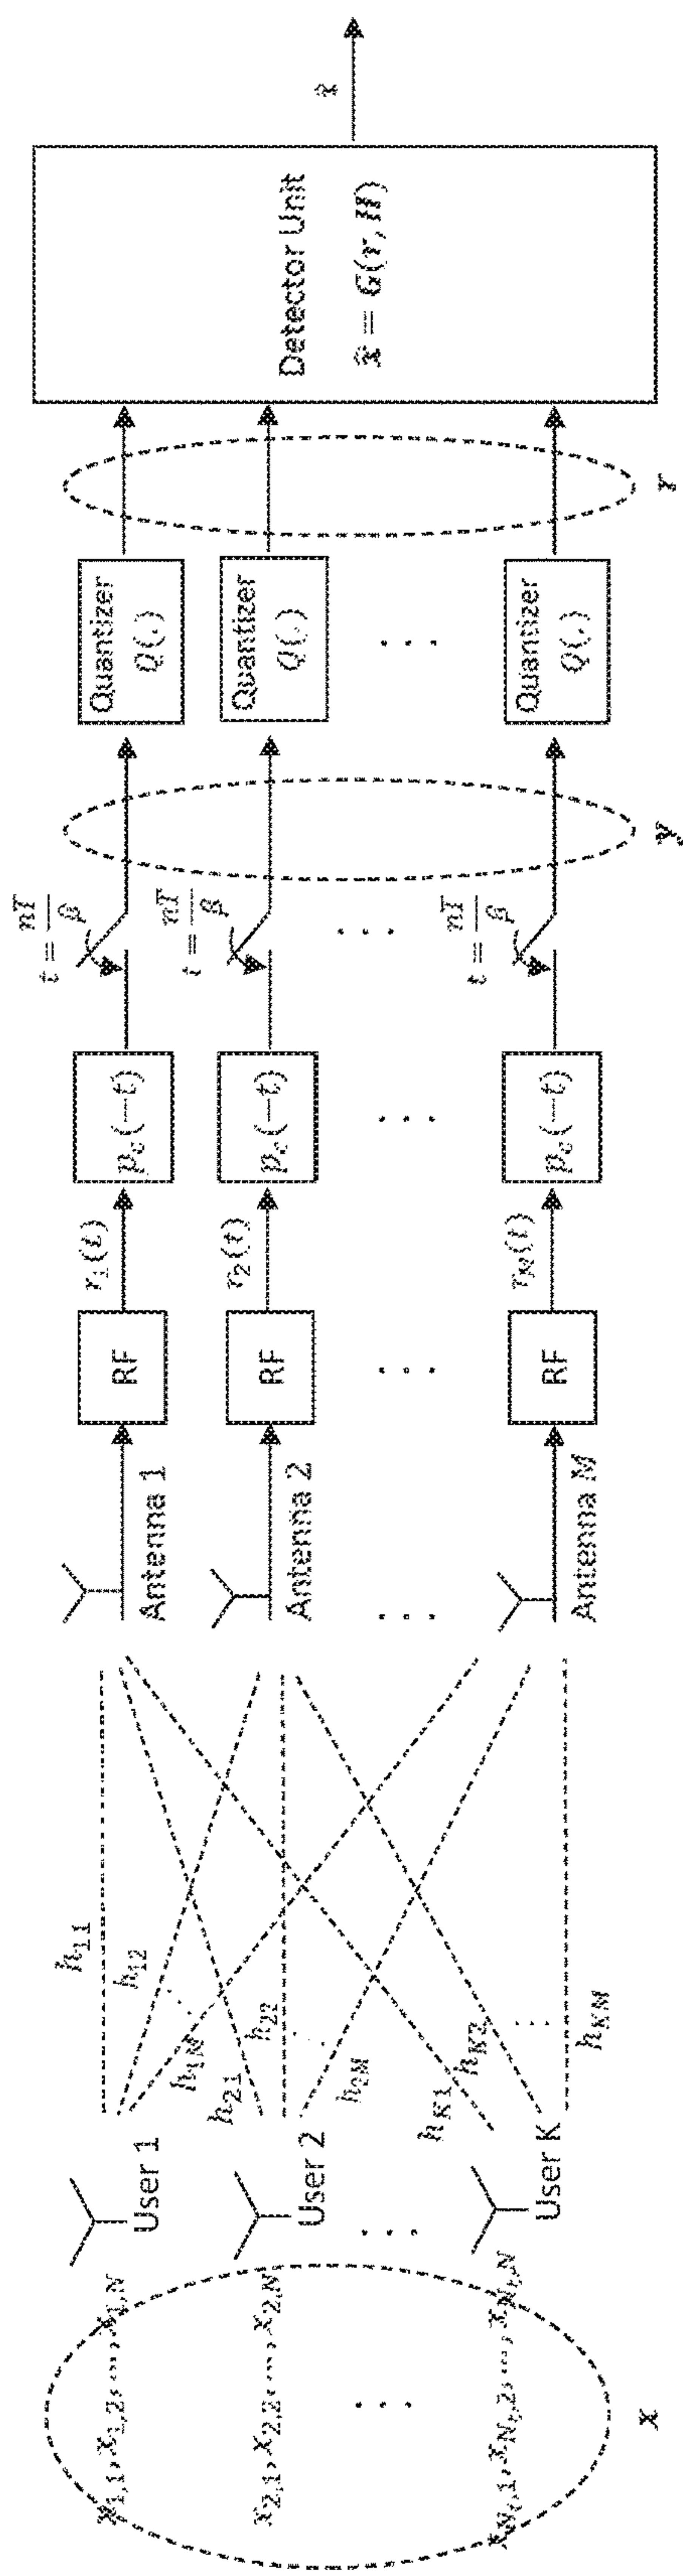 x_{1,1}, x_{1,2}, ..., x_{1,N}
x_{2,1}, x_{2,2}, ..., x_{2,N}
. . .
x_{N_t,1}, x_{N_t,2}, ..., x_{N_t,N}
x
User 1
User 2
. . .
User K
h_{11}
h_{12}
h_{1M}
h_{21}
h_{22}
h_{2M}
h_{K1}
h_{K2}
h_{KM}
Antenna 1
Antenna 2
. . .
Antenna M
RF
RF
. . .
RF
r_1(t)
r_2(t)
r_M(t)
p_c(−t)
p_c(−t)
. . .
p_c(−t)
t = nT/β
t = nT/β
. . .
t = nT/β
y
Quantizer
Q(.)
Quantizer
Q(.)
. . .
Quantizer
Q(.)
r
Detector Unit
x̂ = G(r, H)
x̂